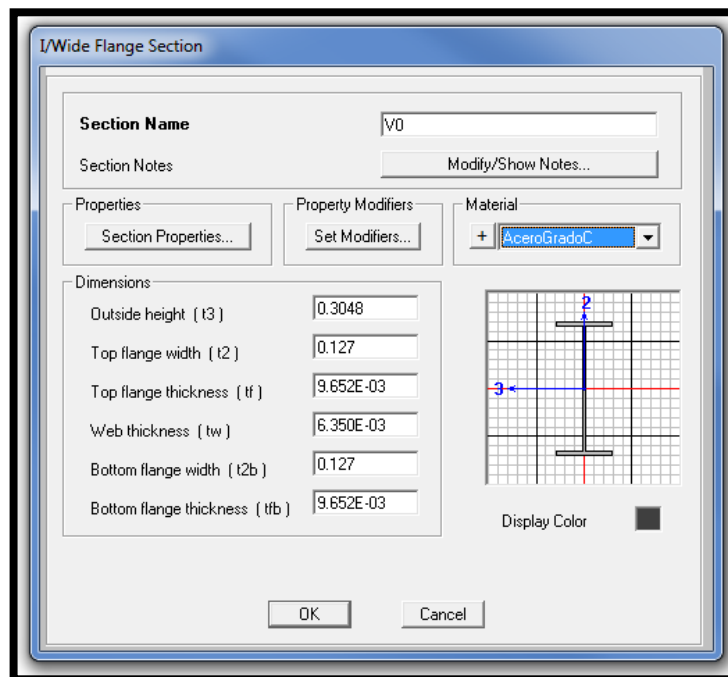 I/Wide Flange Section
Section Name V0
Section Notes Modify/Show Notes...
Properties Property Modifiers Material
Section Properties... Set Modifiers... + AceroGradoC
Dimensions
Outside height ( t3 ) 0.3048
Top flange width ( t2 ) 0.127
Top flange thickness ( tf ) 9.652E-03
Web thickness ( tw ) 6.350E-03
Bottom flange width ( t2b ) 0.127
Bottom flange thickness ( tfb ) 9.652E-03
2
3
Display Color
OK Cancel